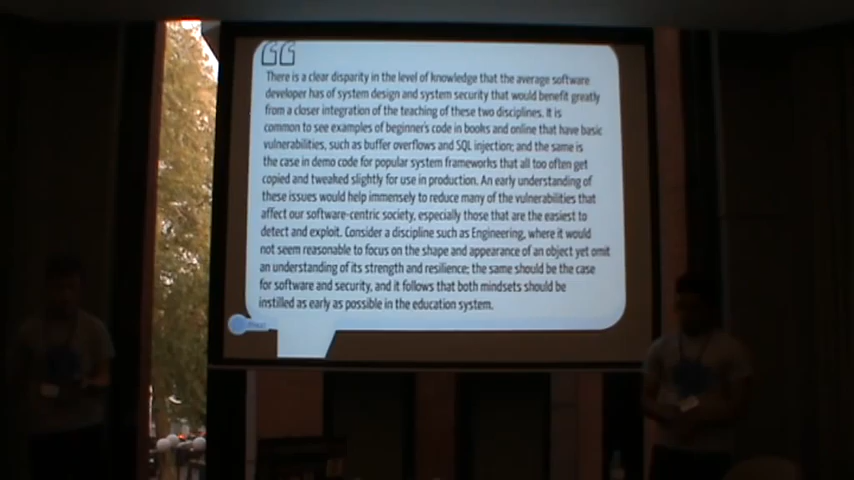 There is a clear disparity in the level of knowledge that the average software
developer has of system design and system security that would benefit greatly
from a closer integration of the teaching of these two disciplines. It is
common to see examples of beginner's code in books and online that have basic
vulnerabilities, such as buffer overflows and SQL injection; and the same is
the case in demo code for popular system frameworks that all too often get
copied and tweaked slightly for use in production. An early understanding of
these issues would help immensely to reduce many of the vulnerabilities that
affect our software-centric society, especially those that are the easiest to
detect and exploit. Consider a discipline such as Engineering, where it would
not seem reasonable to focus on the shape and appearance of an object yet omit
an understanding of its strength and resilience; the same should be the case
for software and security, and it follows that both mindsets should be
instilled as early as possible in the education system.